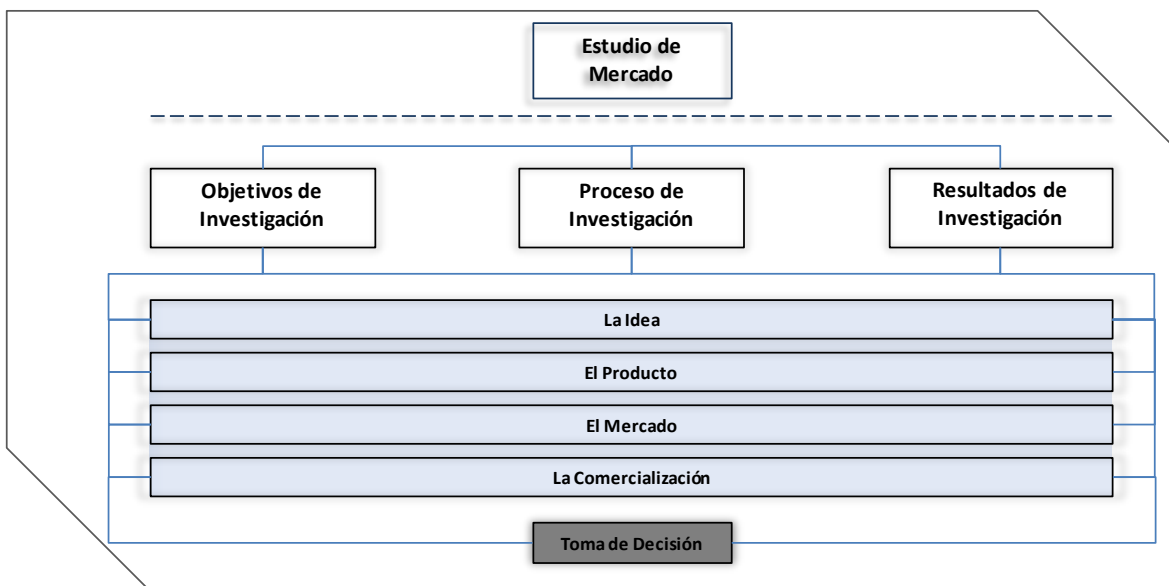 Estudio de
Mercado
Objetivos de
Investigación
Proceso de
Investigación
Resultados de
Investigación
La Idea
El Producto
El Mercado
La Comercialización
Toma de Decisión